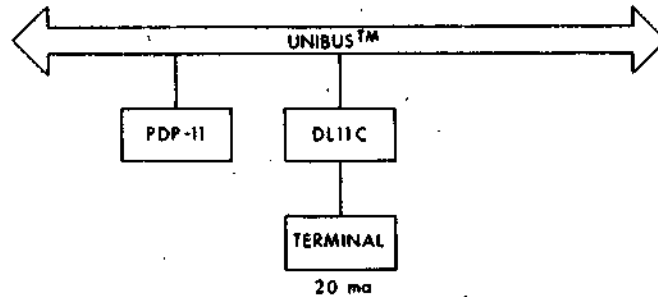 UNIBUS™
PDP-11
DL11C
TERMINAL
20 ma